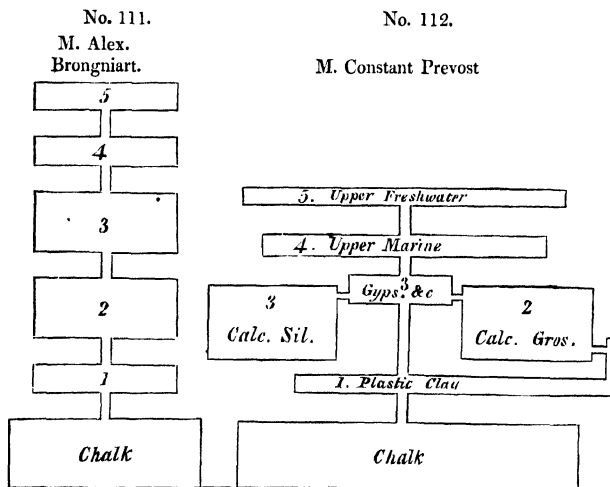 No. 111.
M. Alex.
Brongniart.
5
4
3
2
1
Chalk
No. 112.
M. Constant Prevost
5. Upper Freshwater
4. Upper Marine
3
Gyps. &c
3
Calc. Sil.
2
Calc. Gros.
1. Plastic Clay
Chalk